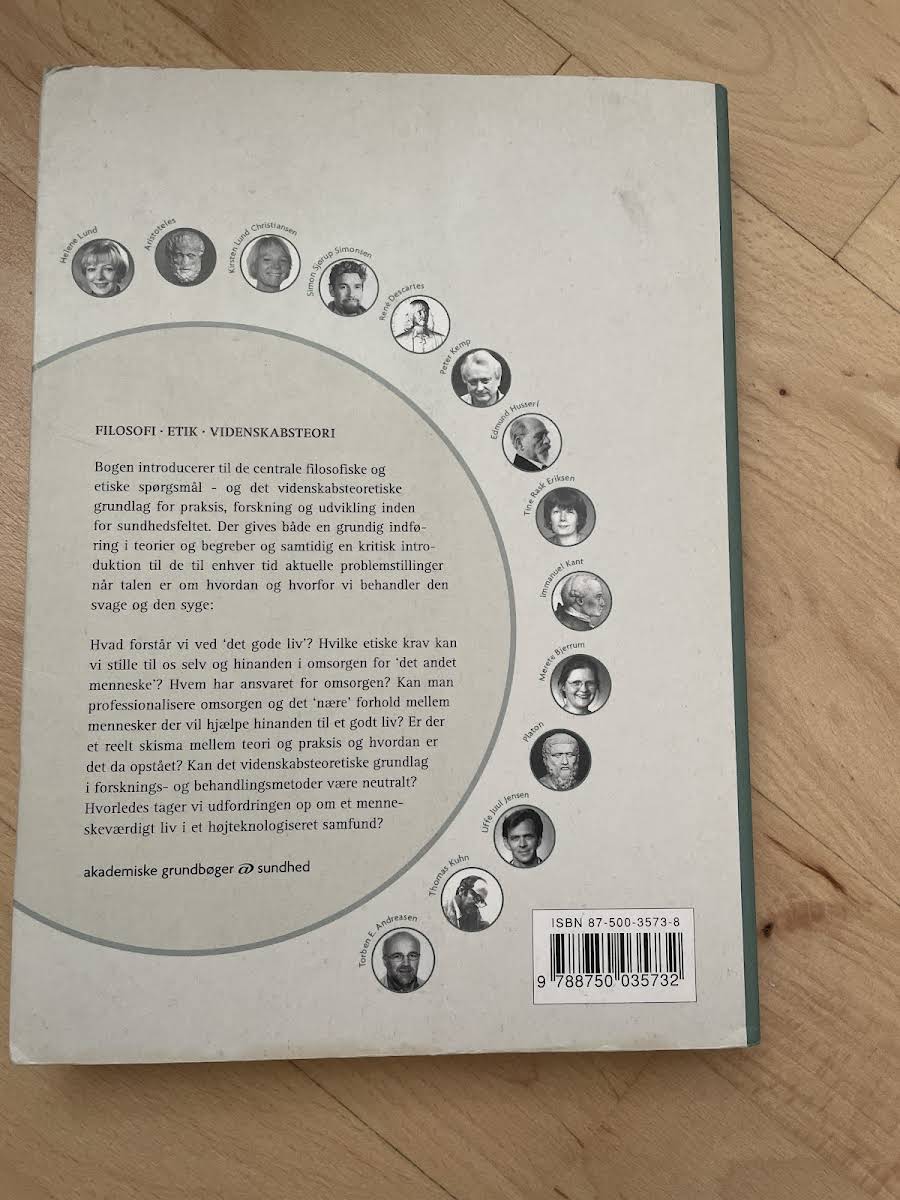 Helene Lund
Aristoteles
Kirsten Lund Christiansen
Simon Sjørup Simonsen
René Descartes
Peter Kemp
Edmund Husserl
Tine Rask Eriksen
Immanuel Kant
Merete Bjerrum
Platon
Uffe Juul Jensen
Thomas Kuhn
Torben E. Andreasen
FILOSOFI · ETIK · VIDENSKABSTEORI
Bogen introducerer til de centrale filosofiske og
etiske spørgsmål - og det videnskabsteoretiske
grundlag for praksis, forskning og udvikling inden
for sundhedsfeltet. Der gives både en grundig indfø-
ring i teorier og begreber og samtidig en kritisk intro-
duktion til de til enhver tid aktuelle problemstillinger
når talen er om hvordan og hvorfor vi behandler den
svage og den syge:
Hvad forstår vi ved ‘det gode liv’? Hvilke etiske krav kan
vi stille til os selv og hinanden i omsorgen for ‘det andet
menneske’? Hvem har ansvaret for omsorgen? Kan man
professionalisere omsorgen og det ‘nære’ forhold mellem
mennesker der vil hjælpe hinanden til et godt liv? Er der
et reelt skisma mellem teori og praksis og hvordan er
det da opstået? Kan det videnskabsteoretiske grundlag
i forsknings- og behandlingsmetoder være neutralt?
Hvorledes tager vi udfordringen op om et menne-
skeværdigt liv i et højteknologiseret samfund?
akademiske grundbøger @ sundhed
ISBN 87-500-3573-8
9 788750 035732